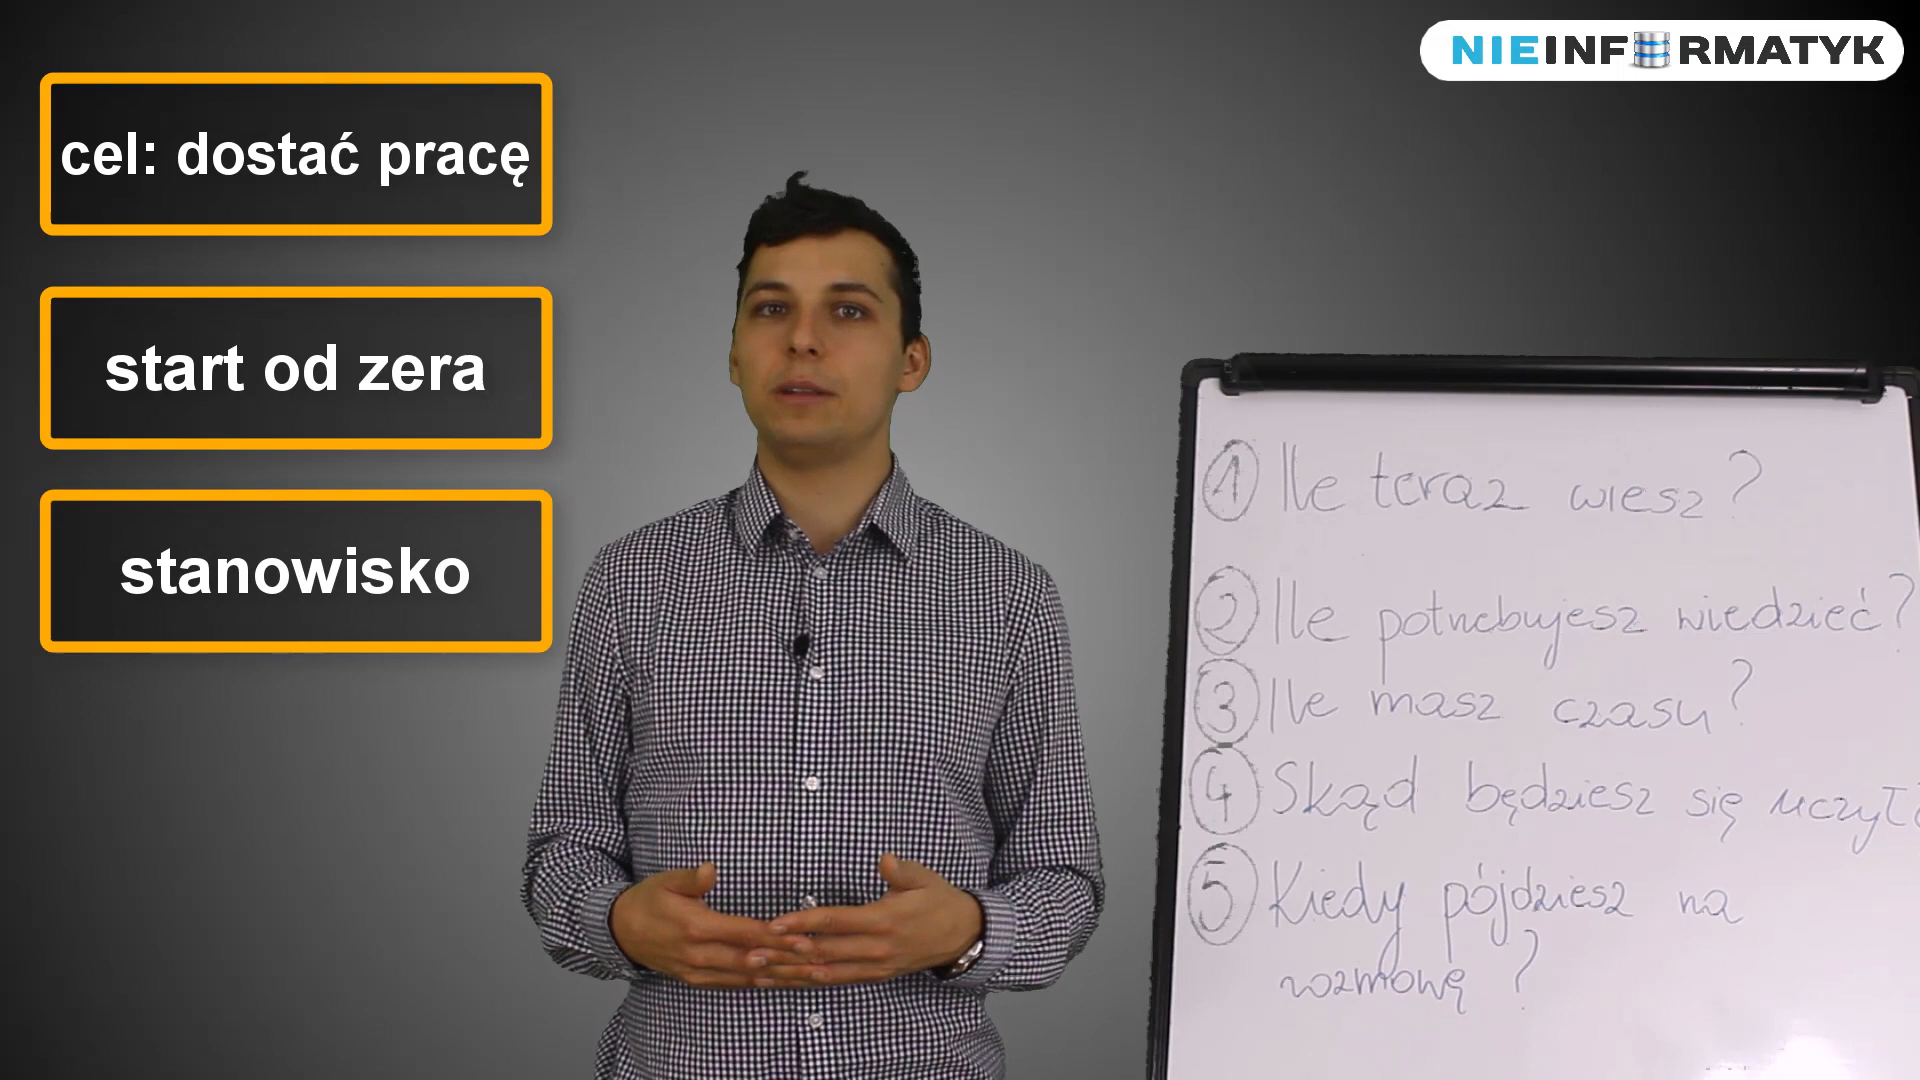 NIEINFORMATYK
cel: dostać pracę
start od zera
stanowisko
1 Ile teraz wiesz?
2 Ile potrzebujesz wiedzieć?
3 Ile masz czasu?
4 Skąd będziesz się uczył?
5 Kiedy pójdziesz na
rozmowę?